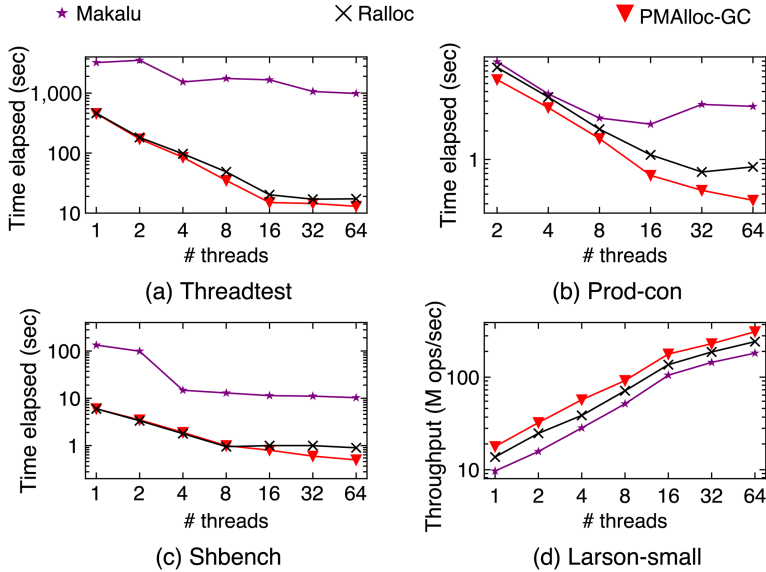 Makalu Ralloc PMAlloc-GC
Time elapsed (sec)
1,000
100
10
1 2 4 8 16 32 64
# threads
(a) Threadtest
Time elapsed (sec)
1
2 4 8 16 32 64
# threads
(b) Prod-con
Time elapsed (sec)
100
10
1
1 2 4 8 16 32 64
# threads
(c) Shbench
Throughput (M ops/sec)
100
10
1 2 4 8 16 32 64
# threads
(d) Larson-small